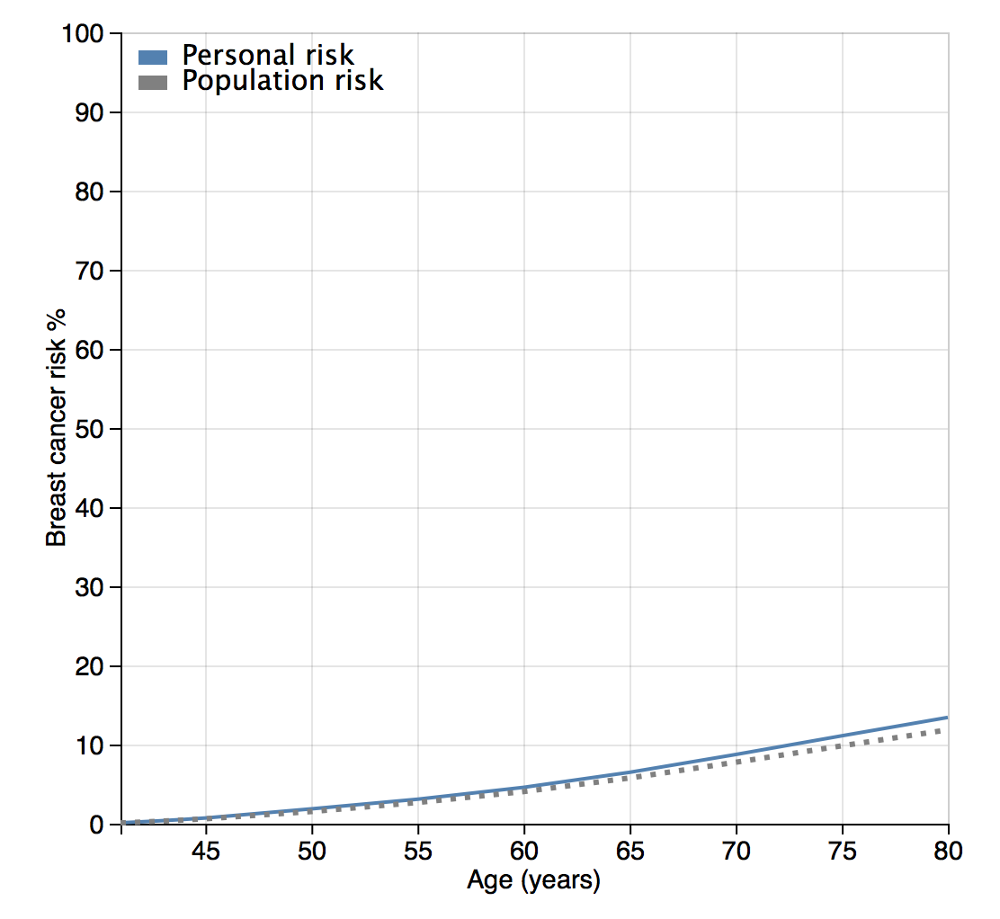 100
Personal risk
Population risk
90
80
70
60
50
40
30
20
10
0
Breast cancer risk %
45 50 55 60 65 70 75 80
Age (years)